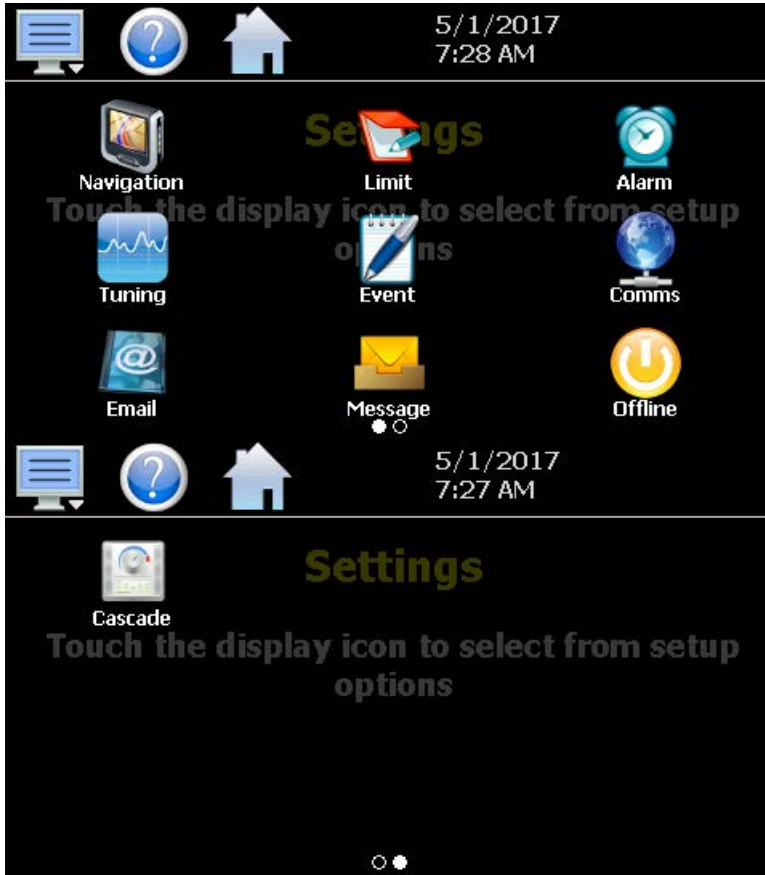 5/1/2017
7:28 AM
Settings
Navigation Limit Alarm
Touch the display icon to select from setup
options
Tuning Event Comms
@
Email Message Offline
?
5/1/2017
7:27 AM
Settings
Cascade
Touch the display icon to select from setup
options